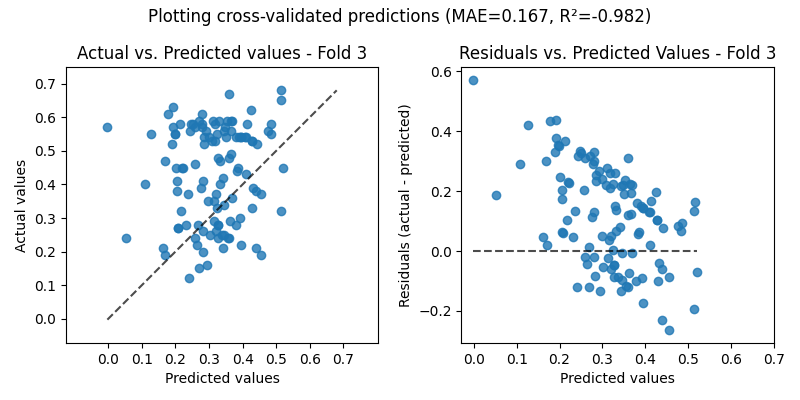 Plotting cross-validated predictions (MAE=0.167, R²=-0.982)
Actual vs. Predicted values - Fold 3
Actual values
0.7
0.6
0.5
0.4
0.3
0.2
0.1
0.0
0.0 0.1 0.2 0.3 0.4 0.5 0.6 0.7
Predicted values
Residuals vs. Predicted Values - Fold 3
Residuals (actual - predicted)
0.6
0.4
0.2
0.0
−0.2
0.0 0.1 0.2 0.3 0.4 0.5 0.6 0.7
Predicted values